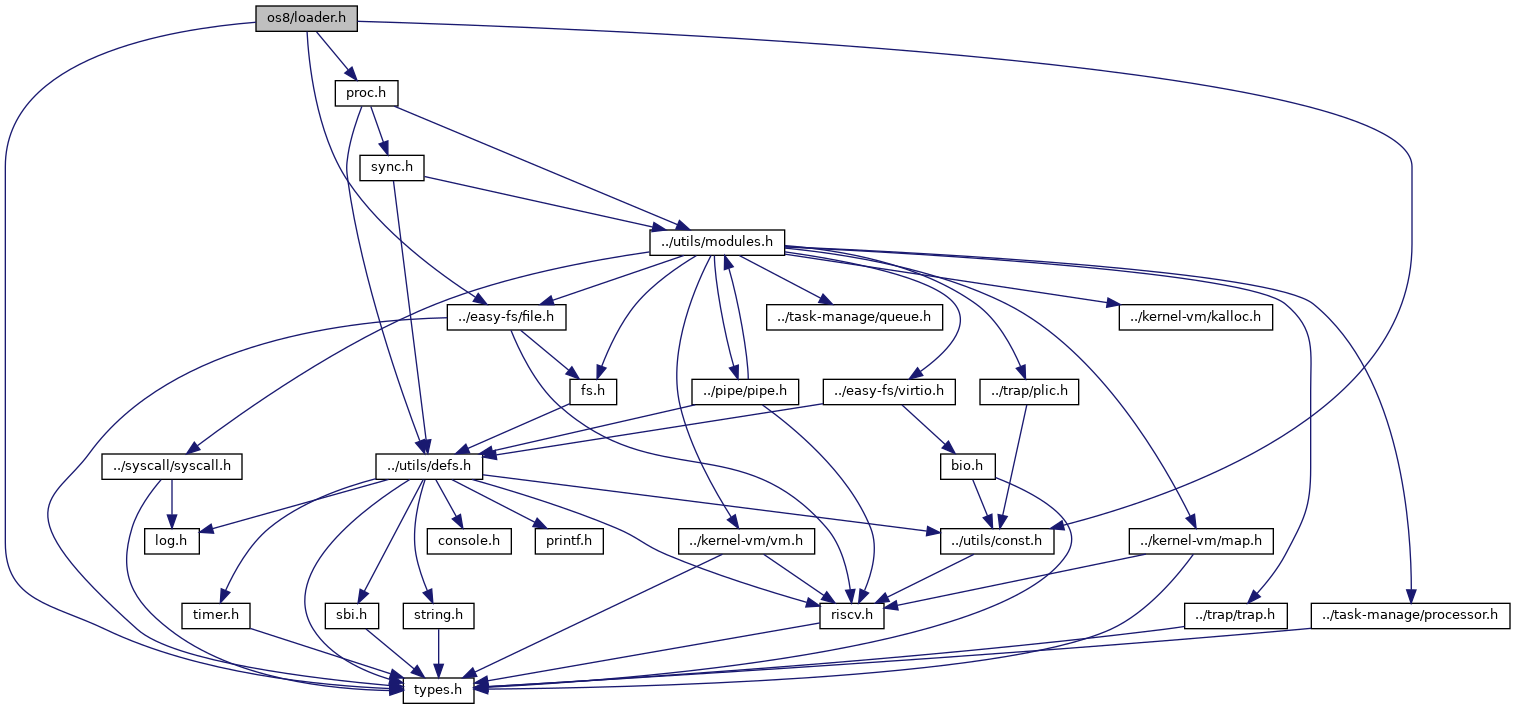 os8/loader.h
proc.h
sync.h
../utils/modules.h
../easy-fs/file.h
../task-manage/queue.h
../kernel-vm/kalloc.h
fs.h
../pipe/pipe.h
../easy-fs/virtio.h
../trap/plic.h
../syscall/syscall.h
../utils/defs.h
bio.h
log.h
console.h
printf.h
../kernel-vm/vm.h
../utils/const.h
../kernel-vm/map.h
timer.h
sbi.h
string.h
riscv.h
../trap/trap.h
../task-manage/processor.h
types.h